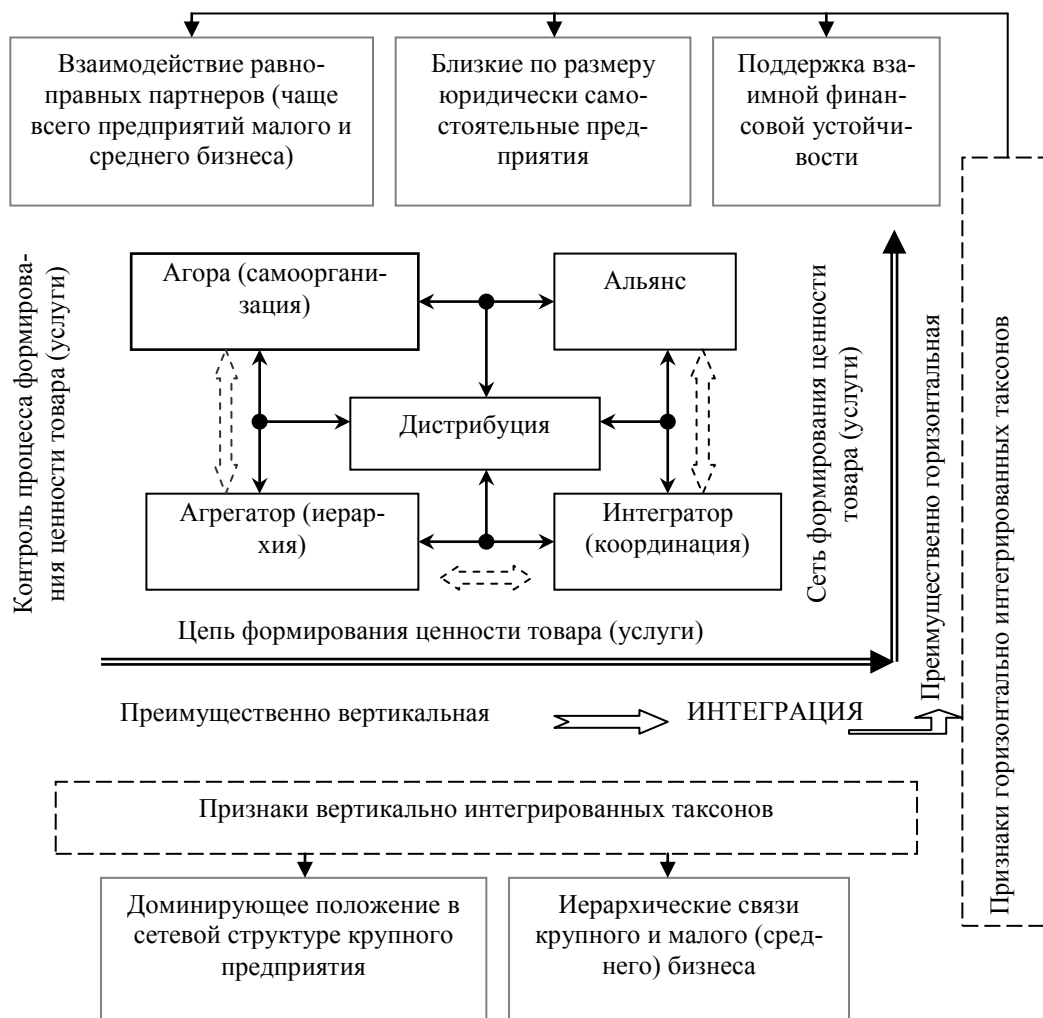 Взаимодействие равно-
правных партнеров (чаще
всего предприятий малого и
среднего бизнеса)
Близкие по размеру
юридически само-
стоятельные пред-
приятия
Поддержка вза-
имной финан-
совой устойчи-
вости
Контроль процесса формирова-
ния ценности товара (услуги)
Агора (самооргани-
зация)
Альянс
Дистрибуция
Агрегатор (иерар-
хия)
Интегратор
(координация)
Сеть формирования ценности
товара (услуги)
Преимущественно горизонтальная
Признаки горизонтально интегрированных таксонов
Цепь формирования ценности товара (услуги)
Преимущественно вертикальная
ИНТЕГРАЦИЯ
Признаки вертикально интегрированных таксонов
Доминирующее положение в
сетевой структуре крупного
предприятия
Иерархические связи
крупного и малого (сред-
него) бизнеса